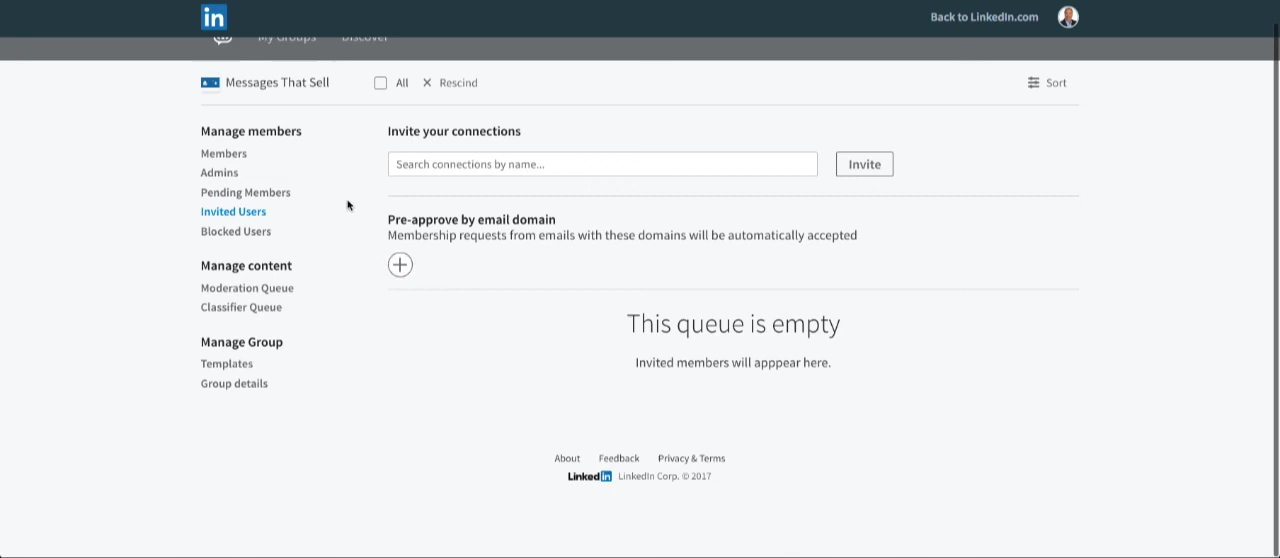 in Back to LinkedIn.com
My Groups Discover
Messages That Sell All Rescind Sort
Manage members
Members
Admins
Pending Members
Invited Users
Blocked Users
Manage content
Moderation Queue
Classifier Queue
Manage Group
Templates
Group details
Invite your connections
Search connections by name... Invite
Pre-approve by email domain
Membership requests from emails with these domains will be automatically accepted
This queue is empty
Invited members will apppear here.
About Feedback Privacy & Terms
Linkedin LinkedIn Corp. © 2017